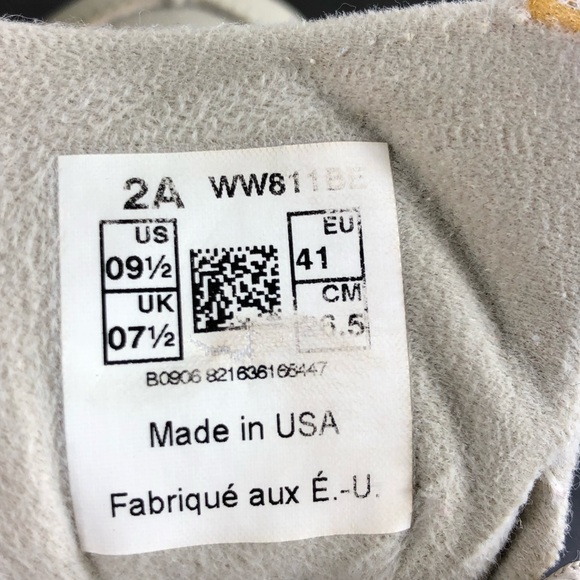 2A WW811BE
US EU
09½ 41
UK CM
07½ 26.5
B0906 821636166447
Made in USA
Fabriqué aux É.-U.